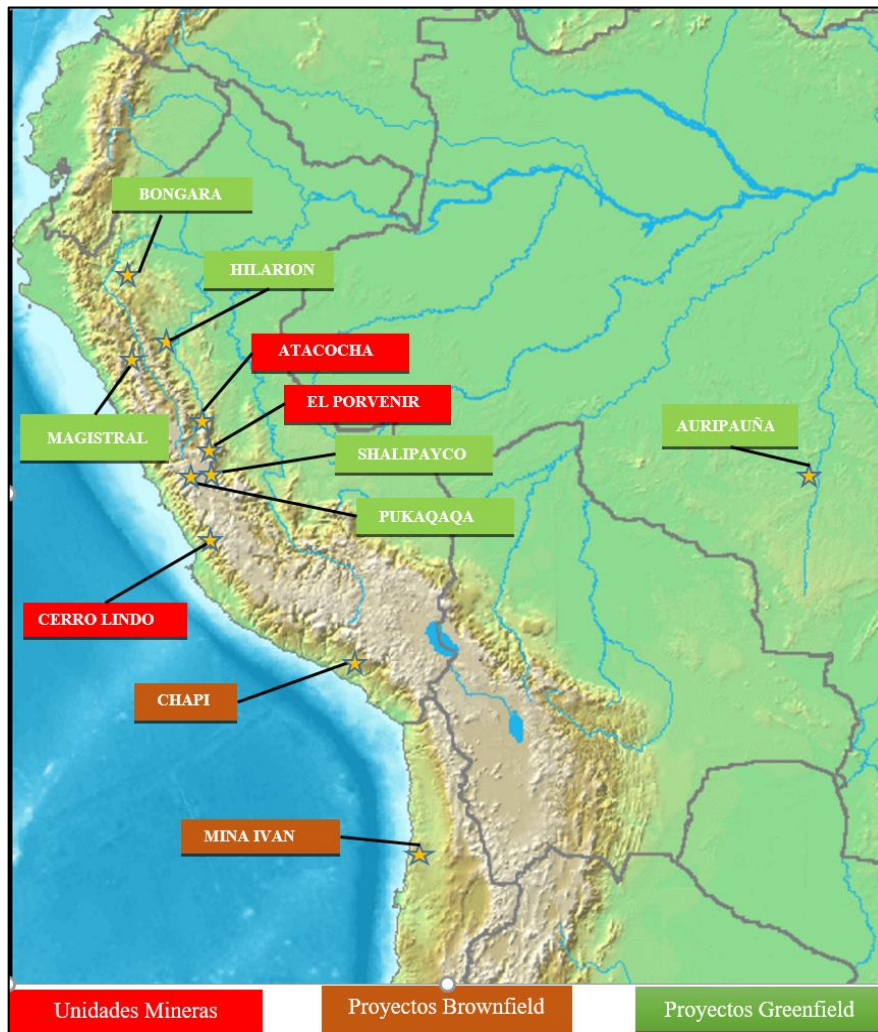 BONGARA
HILARION
ATACOCHA
EL PORVENIR
MAGISTRAL
SHALIPAYCO
AURIPAUÑA
PUKAQAQA
CERRO LINDO
CHAPI
MINA IVAN
Unidades Mineras
Proyectos Brownfield
Proyectos Greenfield